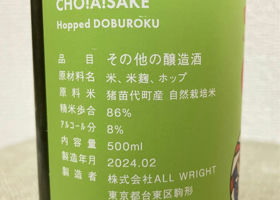 CHO!A!SAKE
Hopped DOBUROKU
品目 その他の醸造酒
原材料名 米、米麹、ホップ
原料米 猪苗代町産 自然栽培米
精米歩合 86%
アルコール分 8%
内容量 500ml
製造年月 2024.02
製造者 株式会社ALL WRIGHT
東京都台東区駒形